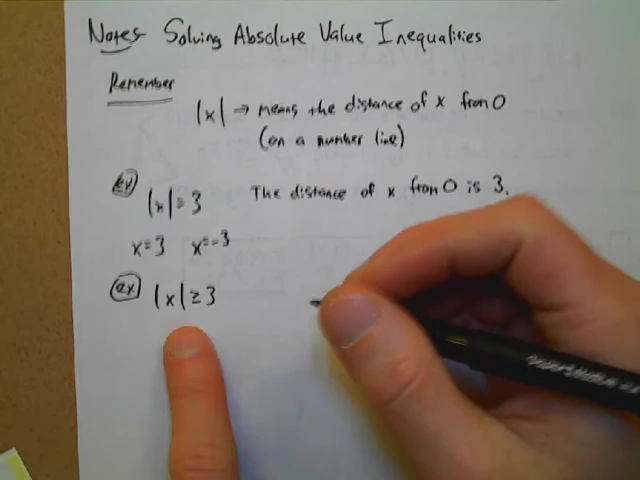 Notes- Solving Absolute Value Inequalities
Remember
|x| → means the distance of x from 0
(on a number line)
ex |x| = 3 The distance of x from 0 is 3.
x=3 x=-3
ex |x| ≥ 3